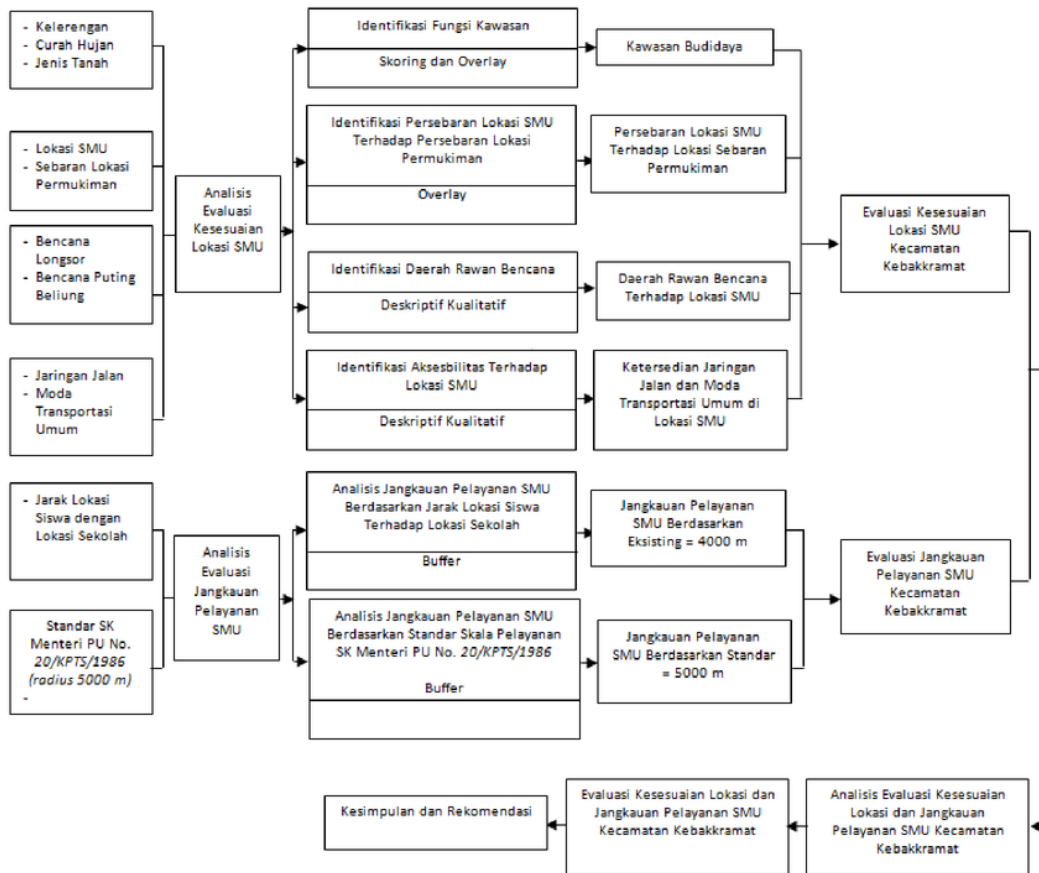 - Kelerengan
- Curah Hujan
- Jenis Tanah
- Lokasi SMU
- Sebaran Lokasi
Permukiman
- Bencana
Longsor
- Bencana Puting
Beliung
- Jaringan Jalan
- Moda
Transportasi
Umum
Analisis
Evaluasi
Kesesuaian
Lokasi SMU
Identifikasi Fungsi Kawasan
Skoring dan Overlay
Identifikasi Persebaran Lokasi SMU
Terhadap Persebaran Lokasi
Permukiman
Overlay
Identifikasi Daerah Rawan Bencana
Deskriptif Kualitatif
Identifikasi Aksesbilitas Terhadap
Lokasi SMU
Deskriptif Kualitatif
Kawasan Budidaya
Persebaran Lokasi SMU
Terhadap Lokasi Sebaran
Permukiman
Daerah Rawan Bencana
Terhadap Lokasi SMU
Ketersedian Jaringan
Jalan dan Moda
Transportasi Umum di
Lokasi SMU
Evaluasi Kesesuaian
Lokasi SMU
Kecamatan
Kebakkramat
- Jarak Lokasi
Siswa dengan
Lokasi Sekolah
Standar SK
Menteri PU No.
20/KPTS/1986
(radius 5000 m)
-
Analisis
Evaluasi
Jangkauan
Pelayanan
SMU
Analisis Jangkauan Pelayanan SMU
Berdasarkan Jarak Lokasi Siswa
Terhadap Lokasi Sekolah
Buffer
Analisis Jangkauan Pelayanan SMU
Berdasarkan Standar Skala Pelayanan
SK Menteri PU No. 20/KPTS/1986
Buffer
Jangkauan Pelayanan
SMU Berdasarkan
Eksisting = 4000 m
Jangkauan Pelayanan
SMU Berdasarkan Standar
= 5000 m
Evaluasi Jangkauan
Pelayanan SMU
Kecamatan
Kebakkramat
Kesimpulan dan Rekomendasi
Evaluasi Kesesuaian Lokasi dan
Jangkauan Pelayanan SMU
Kecamatan Kebakkramat
Analisis Evaluasi Kesesuaian
Lokasi dan Jangkauan
Pelayanan SMU Kecamatan
Kebakkramat